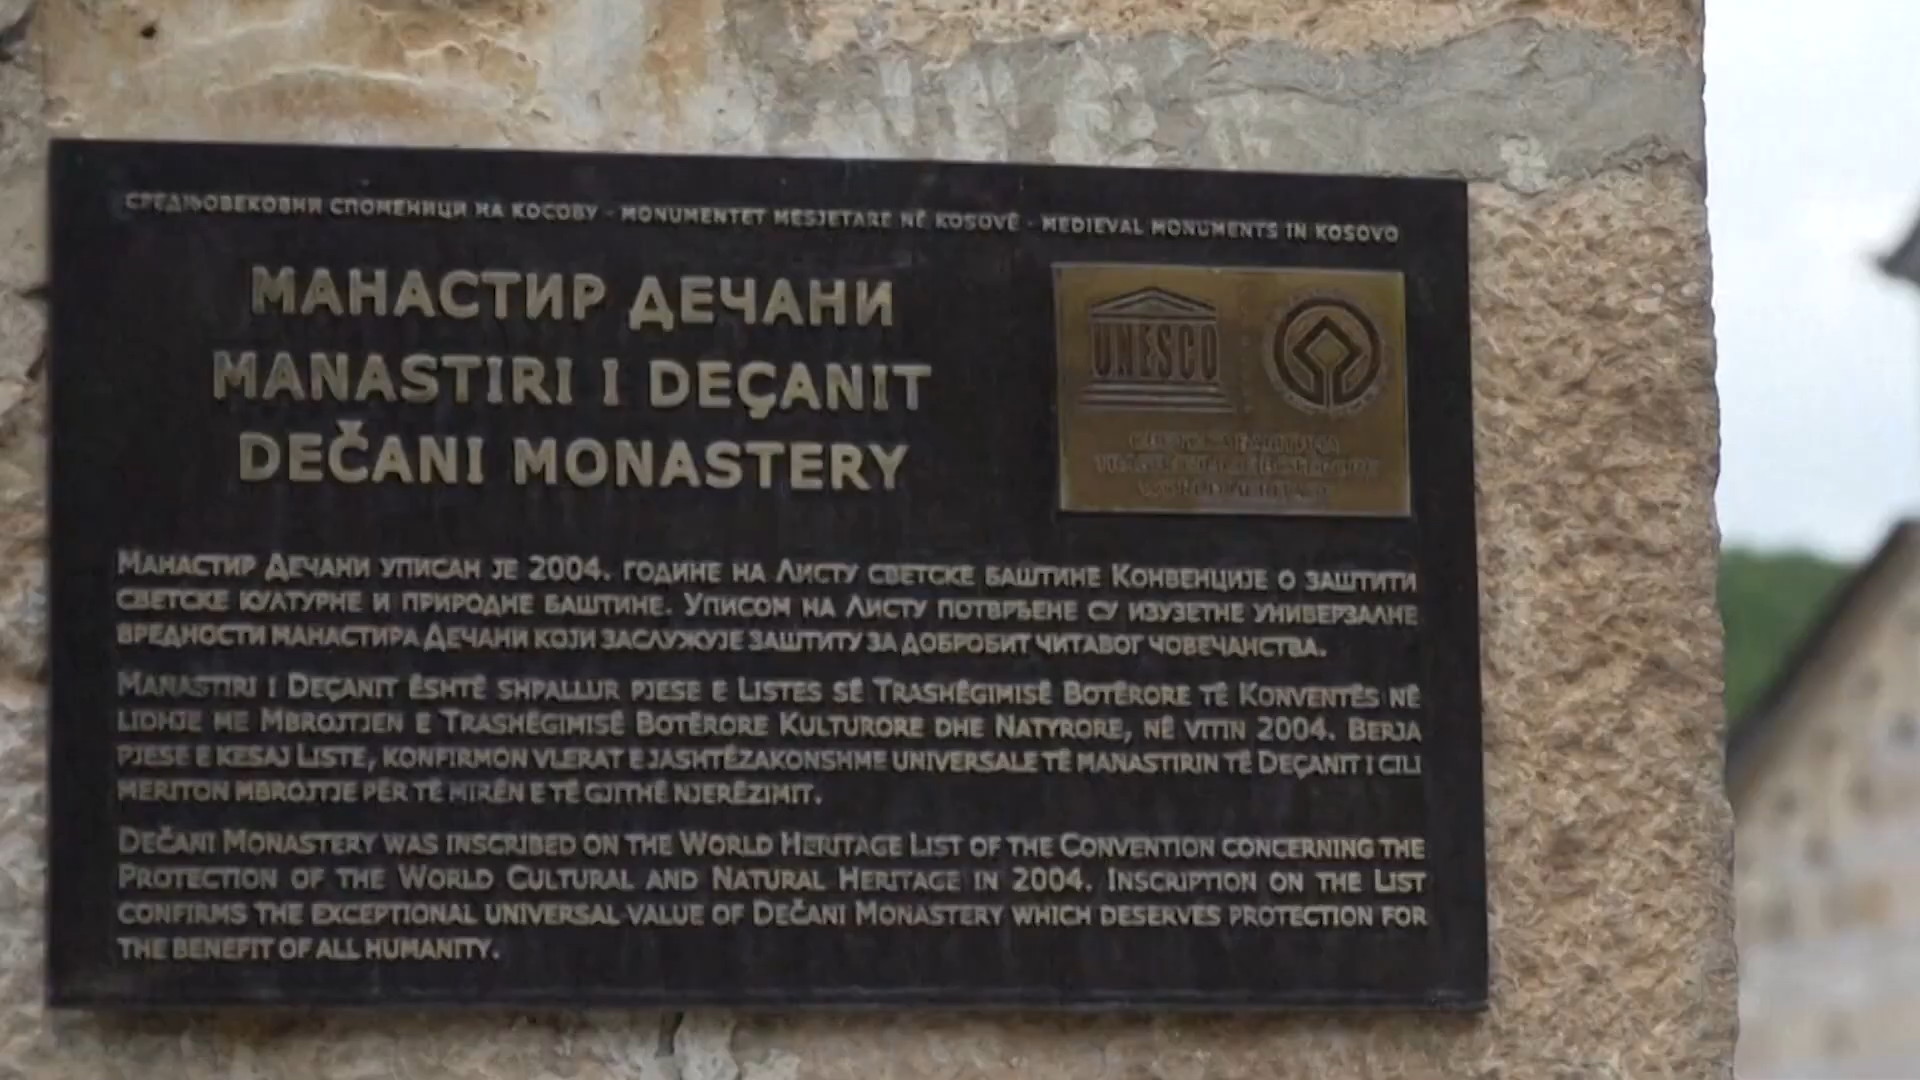 СРЕДЊОВЕКОВНИ СПОМЕНИЦИ НА КОСОВУ - MONUMENTET MESJETARE NË KOSOVË - MEDIEVAL MONUMENTS IN KOSOVO
МАНАСТИР ДЕЧАНИ
MANASTIRI I DEÇANIT
DEČANI MONASTERY
UNESCO
МАНАСТИР ДЕЧАНИ УПИСАН ЈЕ 2004. ГОДИНЕ НА ЛИСТУ СВЕТСКЕ БАШТИНЕ КОНВЕНЦИЈЕ О ЗАШТИТИ
СВЕТСКЕ КУЛТУРНЕ И ПРИРОДНЕ БАШТИНЕ. УПИСОМ НА ЛИСТУ ПОТВРЂЕНЕ СУ ИЗУЗЕТНЕ УНИВЕРЗАЛНЕ
ВРЕДНОСТИ МАНАСТИРА ДЕЧАНИ КОЈИ ЗАСЛУЖУЈЕ ЗАШТИТУ ЗА ДОБРОБИТ ЧИТАВОГ ЧОВЕЧАНСТВА.
MANASTIRI I DEÇANIT ËSHTË SHPALLUR PJESE E LISTES SË TRASHËGIMISË BOTËRORE TË KONVENTËS NË
LIDHJE ME MBROJTJEN E TRASHËGIMISË BOTËRORE KULTURORE DHE NATYRORE, NË VITIN 2004. BERJA
PJESE E KESAJ LISTE, KONFIRMON VLERAT E JASHTËZAKONSHME UNIVERSALE TË MANASTIRIN TË DEÇANIT I CILI
MERITON MBROJTJE PËR TË MIRËN E TË GJITHË NJERËZIMIT.
DEČANI MONASTERY WAS INSCRIBED ON THE WORLD HERITAGE LIST OF THE CONVENTION CONCERNING THE
PROTECTION OF THE WORLD CULTURAL AND NATURAL HERITAGE IN 2004. INSCRIPTION ON THE LIST
CONFIRMS THE EXCEPTIONAL UNIVERSAL VALUE OF DEČANI MONASTERY WHICH DESERVES PROTECTION FOR
THE BENEFIT OF ALL HUMANITY.